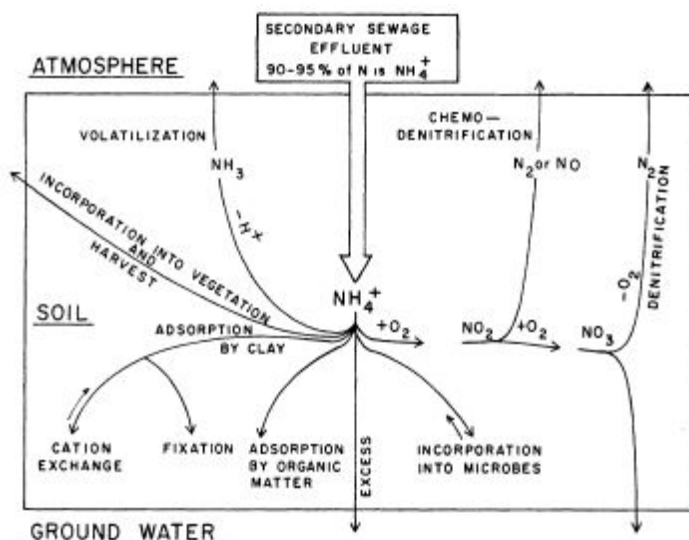 SECONDARY SEWAGE
EFFLUENT
90-95% of N is NH4+
ATMOSPHERE
VOLATILIZATION
CHEMO-
DENITRIFICATION
NH3
N2 or NO
N2
-H+
-O2
DENITRIFICATION
INCORPORATION INTO VEGETATION
AND
HARVEST
SOIL
NH4+
+O2
NO2
+O2
NO3
ADSORPTION
BY CLAY
CATION
EXCHANGE
FIXATION
ADSORPTION
BY ORGANIC
MATTER
EXCESS
INCORPORATION
INTO MICROBES
GROUND WATER